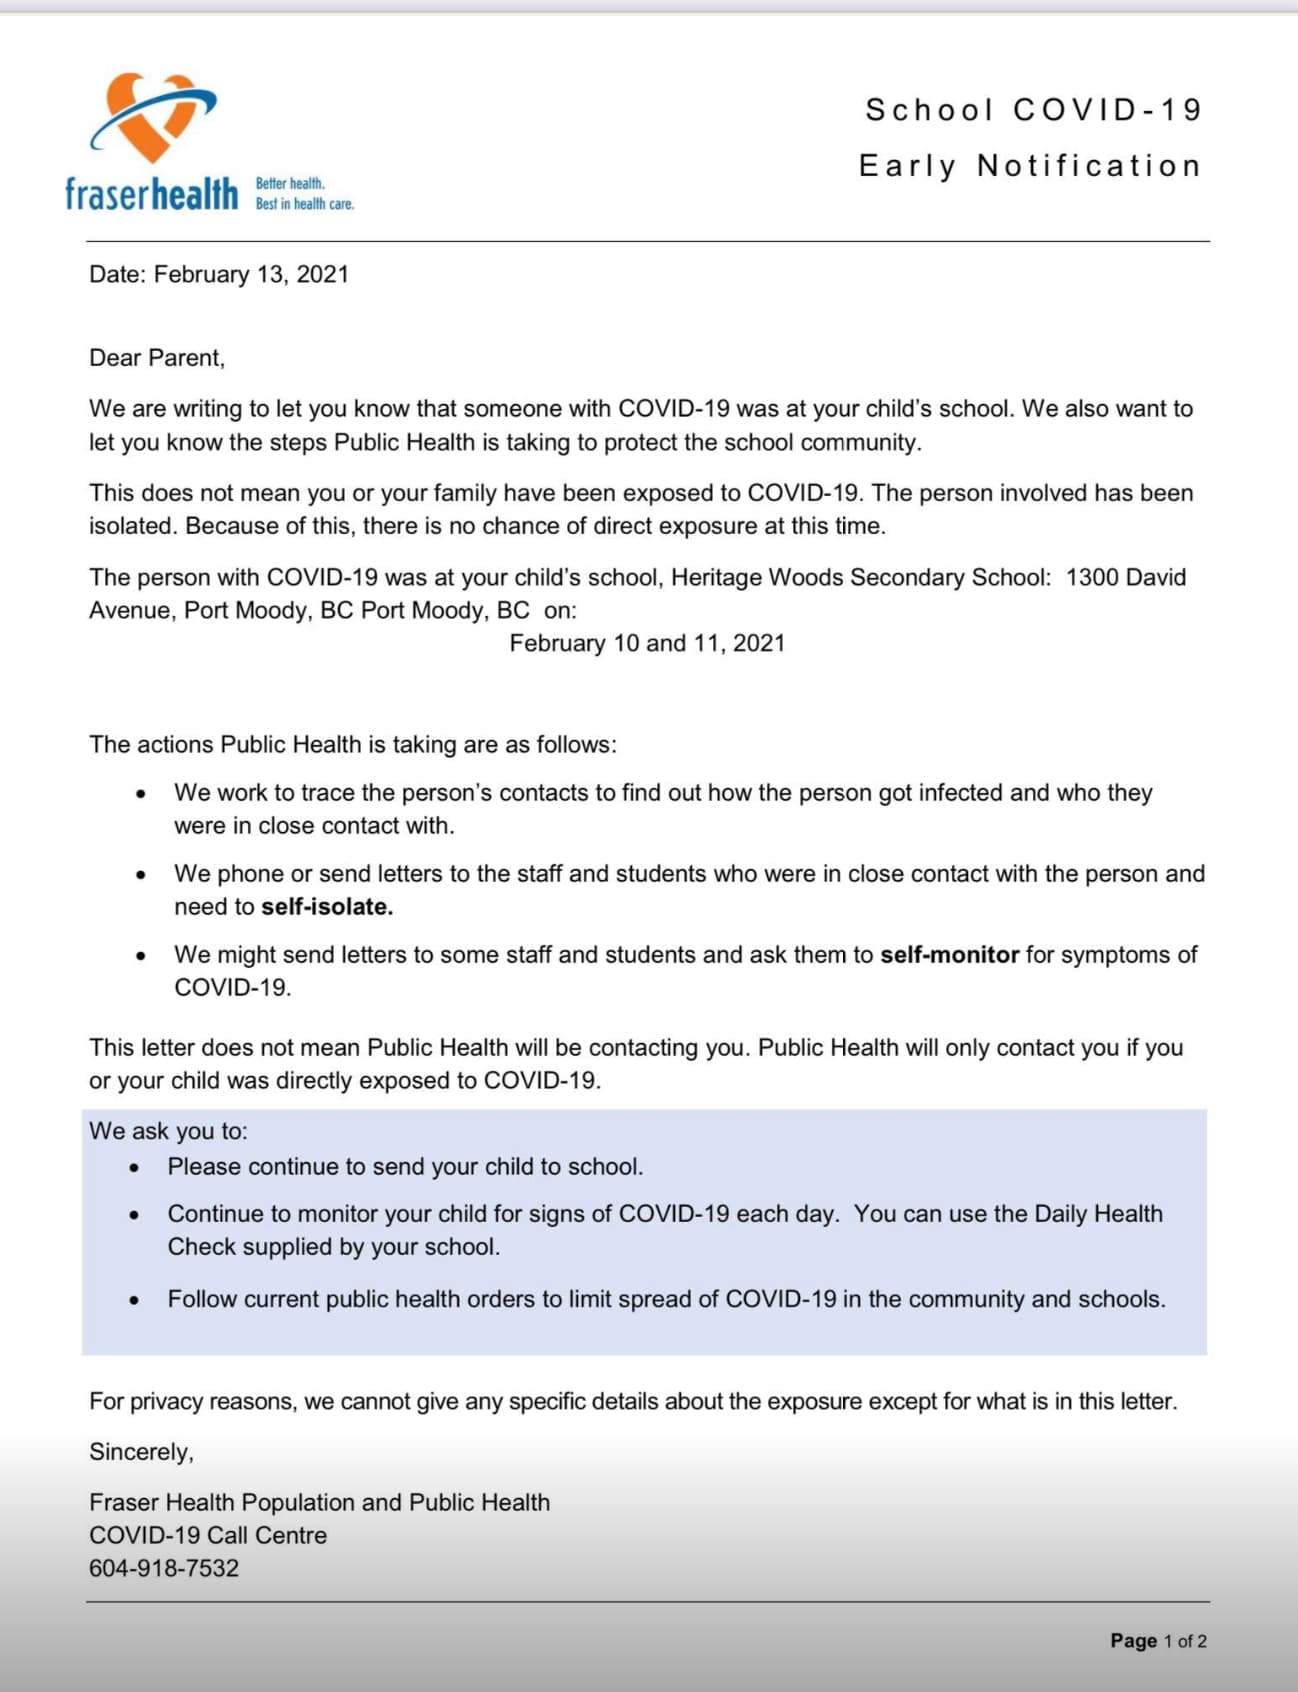 fraserhealth
Better health.
Best in health care.
School COVID-19
Early Notification
Date: February 13, 2021
Dear Parent,
We are writing to let you know that someone with COVID-19 was at your child's school. We also want to
let you know the steps Public Health is taking to protect the school community.
This does not mean you or your family have been exposed to COVID-19. The person involved has been
isolated. Because of this, there is no chance of direct exposure at this time.
The person with COVID-19 was at your child's school, Heritage Woods Secondary School:  1300 David
Avenue, Port Moody, BC Port Moody, BC  on:
February 10 and 11, 2021
The actions Public Health is taking are as follows:
• We work to trace the person's contacts to find out how the person got infected and who they
were in close contact with.
• We phone or send letters to the staff and students who were in close contact with the person and
need to self-isolate.
• We might send letters to some staff and students and ask them to self-monitor for symptoms of
COVID-19.
This letter does not mean Public Health will be contacting you. Public Health will only contact you if you
or your child was directly exposed to COVID-19.
We ask you to:
• Please continue to send your child to school.
• Continue to monitor your child for signs of COVID-19 each day.  You can use the Daily Health
Check supplied by your school.
• Follow current public health orders to limit spread of COVID-19 in the community and schools.
For privacy reasons, we cannot give any specific details about the exposure except for what is in this letter.
Sincerely,
Fraser Health Population and Public Health
COVID-19 Call Centre
604-918-7532
Page 1 of 2